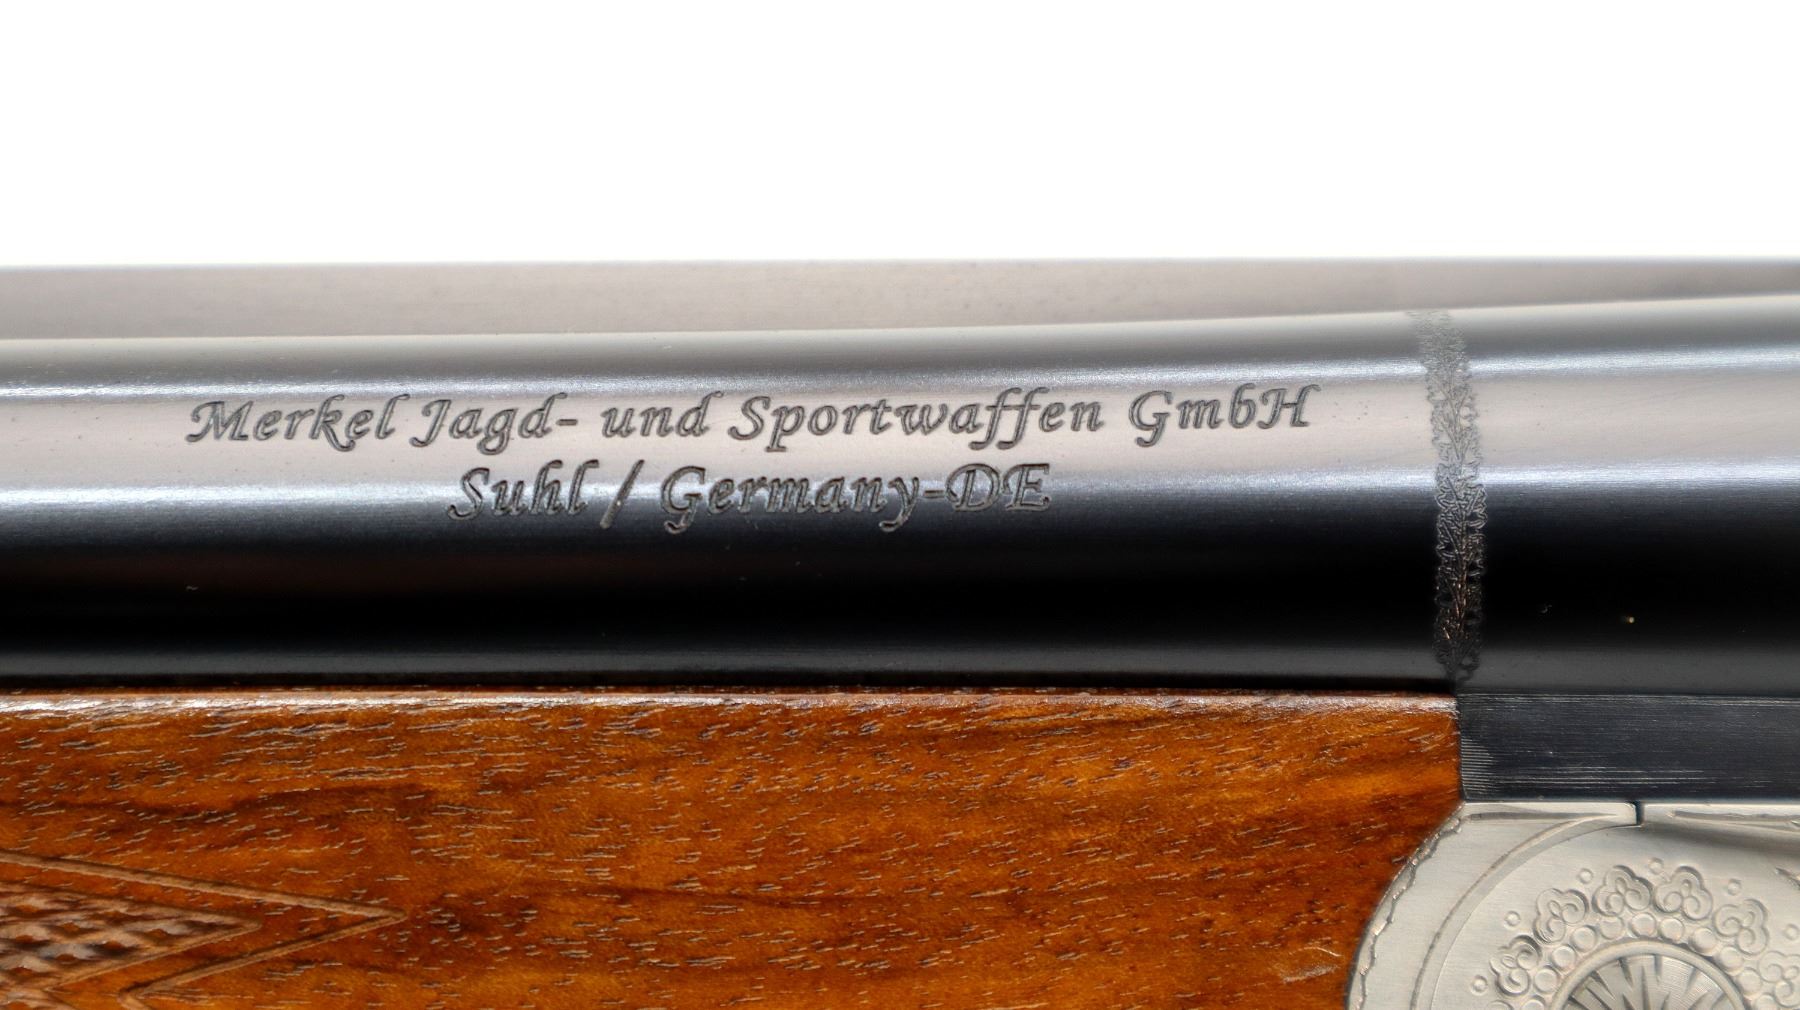 Merkel Jagd- und Sportwaffen GmbH
Suhl / Germany-DE